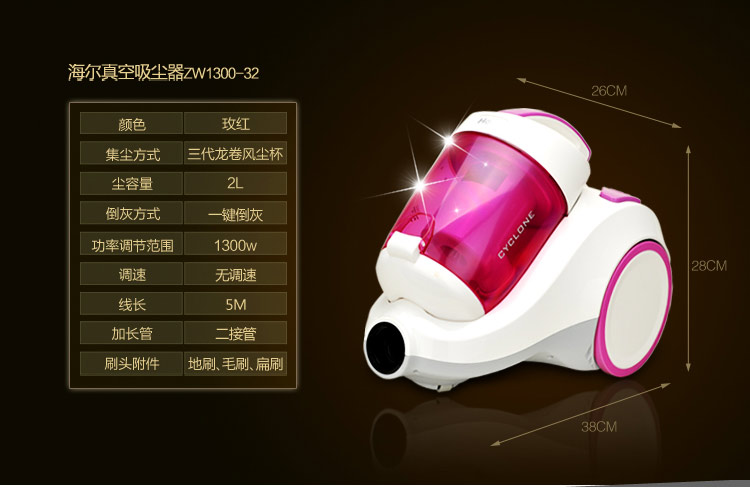 海尔真空吸尘器ZW1300-32
颜色 玫红
集尘方式 三代龙卷风尘杯
尘容量 2L
倒灰方式 一键倒灰
功率调节范围 1300w
调速 无调速
线长 5M
加长管 二接管
刷头附件 地刷、毛刷、扁刷
26CM
CYCLONE
28CM
38CM